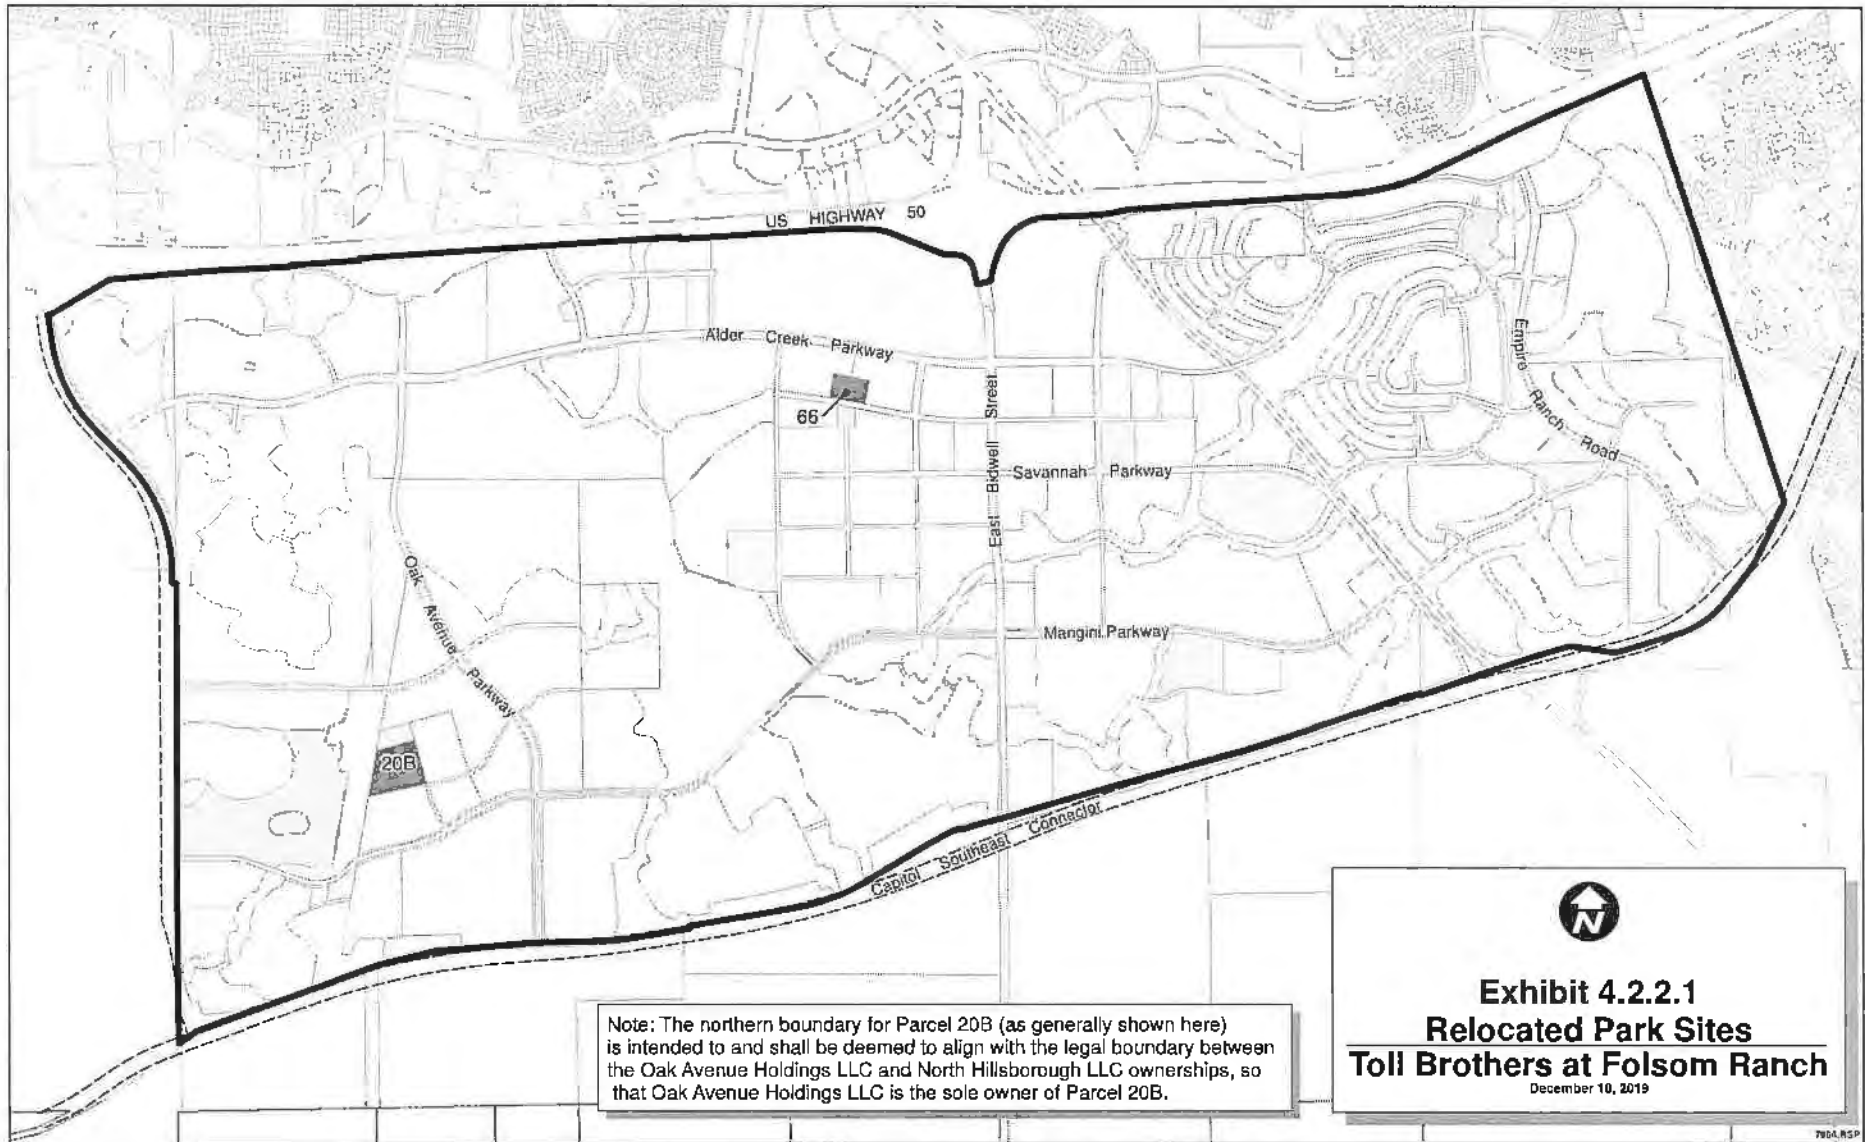 US HIGHWAY 50
Alder Creek Parkway
66
East Bidwell Street
Empire Ranch Road
Savannah Parkway
Oak Avenue Parkway
Mangini Parkway
20B
Capitol Southeast Connector
N
Exhibit 4.2.2.1
Relocated Park Sites
Toll Brothers at Folsom Ranch
December 10, 2019
Note: The northern boundary for Parcel 20B (as generally shown here)
is intended to and shall be deemed to align with the legal boundary between
the Oak Avenue Holdings LLC and North Hillsborough LLC ownerships, so
that Oak Avenue Holdings LLC is the sole owner of Parcel 20B.